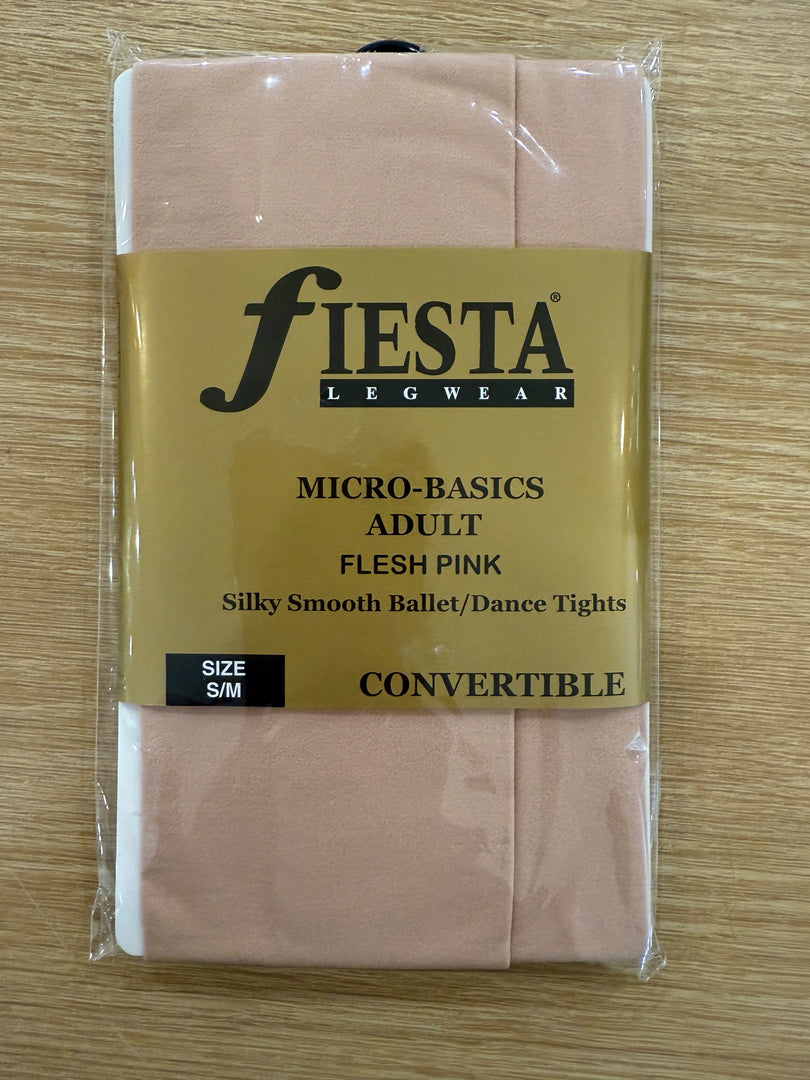 fIESTA®
LEGWEAR
MICRO-BASICS
ADULT
FLESH PINK
Silky Smooth Ballet/Dance Tights
SIZE
S/M
CONVERTIBLE